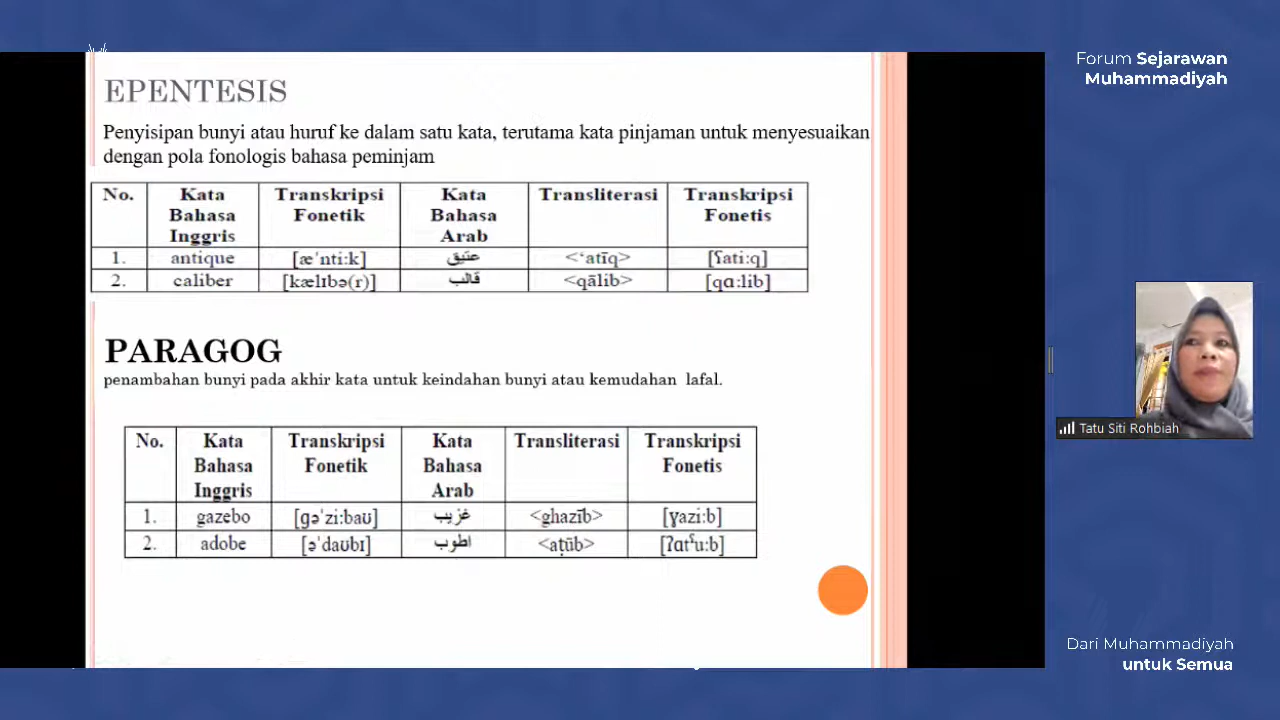 Forum Sejarawan
Muhammadiyah
EPENTESIS
Penyisipan bunyi atau huruf ke dalam satu kata, terutama kata pinjaman untuk menyesuaikan
dengan pola fonologis bahasa peminjam
No. Kata Bahasa Inggris Transkripsi Fonetik Kata Bahasa Arab Transliterasi Transkripsi Fonetis
1. antique [æˈnti:k] عتيق <‘atīq> [ʕati:q]
2. caliber [kælɪbə(r)] قالب <qālib> [qɑ:lib]
PARAGOG
penambahan bunyi pada akhir kata untuk keindahan bunyi atau kemudahan lafal.
No. Kata Bahasa Inggris Transkripsi Fonetik Kata Bahasa Arab Transliterasi Transkripsi Fonetis
1. gazebo [gəˈzi:baʊ] غزيب <ghazīb> [ɣazi:b]
2. adobe [əˈdaʊbɪ] اطوب <aṭūb> [ʔɑtˤu:b]
Tatu Siti Rohbiah
Dari Muhammadiyah
untuk Semua